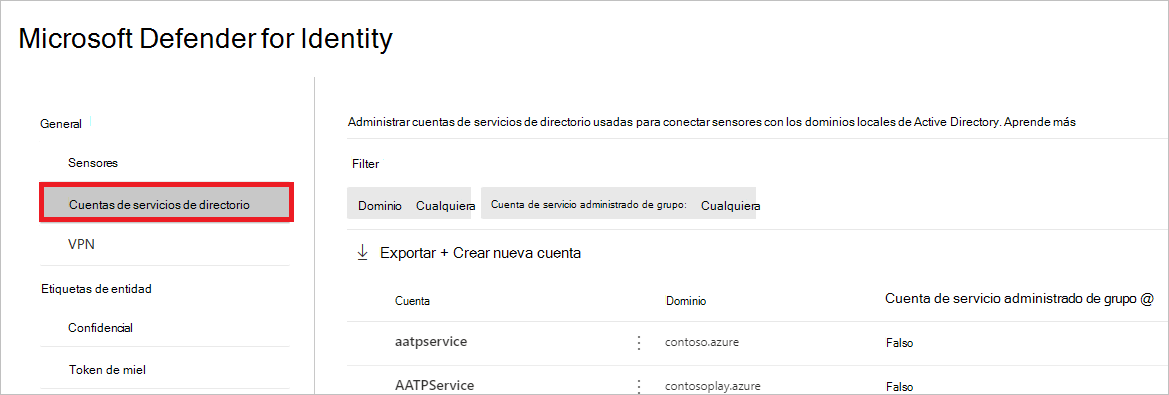 Microsoft Defender for Identity
General
Sensores
Cuentas de servicios de directorio
VPN
Etiquetas de entidad
Confidencial
Token de miel
Administrar cuentas de servicios de directorio usadas para conectar sensores con los dominios locales de Active Directory. Aprende más
Filter
Dominio Cualquiera Cuenta de servicio administrado de grupo: Cualquiera
Exportar + Crear nueva cuenta
Cuenta Dominio Cuenta de servicio administrado de grupo @
aatpservice contoso.azure Falso
AATPService contosoplay.azure Falso